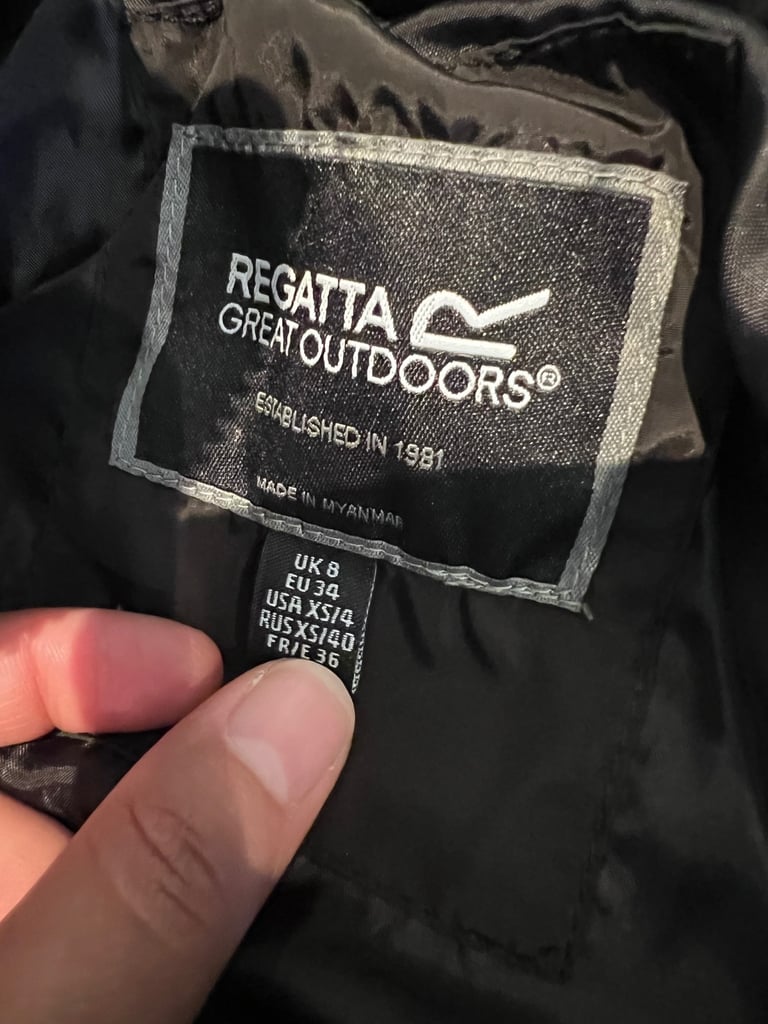 REGATTA
GREAT OUTDOORS®
ESTABLISHED IN 1981
MADE IN MYANMAR
UK 8
EU 34
USA XS/4
RUS XS/40
FR/E 36